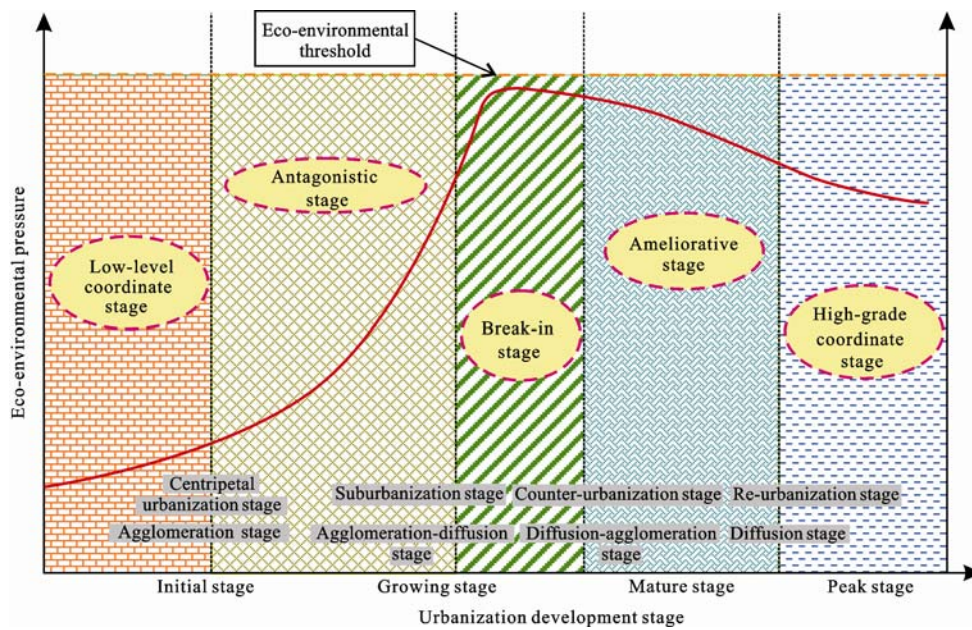 Eco-environmental
threshold
Eco-environmental pressure
Antagonistic
stage
Low-level
coordinate
stage
Ameliorative
stage
Break-in
stage
High-grade
coordinate
stage
Centripetal
urbanization stage
Suburbanization stage
Counter-urbanization stage
Re-urbanization stage
Agglomeration stage
Agglomeration-diffusion
stage
Diffusion-agglomeration
stage
Diffusion stage
Initial stage
Growing stage
Mature stage
Peak stage
Urbanization development stage